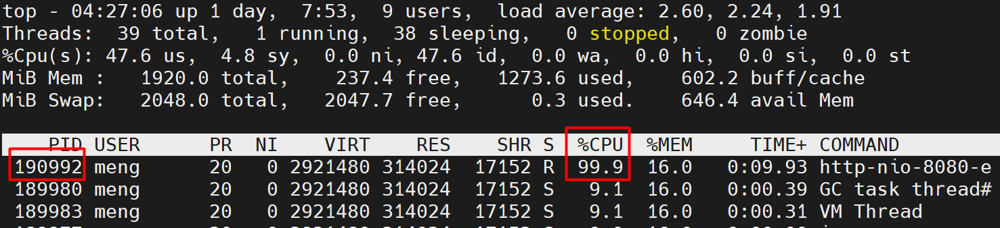 top - 04:27:06 up 1 day,  7:53,  9 users,  load average: 2.60, 2.24, 1.91
Threads:  39 total,   1 running,  38 sleeping,   0 stopped,   0 zombie
%Cpu(s): 47.6 us,  4.8 sy,  0.0 ni, 47.6 id,  0.0 wa,  0.0 hi,  0.0 si,  0.0 st
MiB Mem :   1920.0 total,    237.4 free,   1273.6 used,    602.2 buff/cache
MiB Swap:   2048.0 total,   2047.7 free,      0.3 used.    646.4 avail Mem
PID USER      PR  NI    VIRT    RES    SHR S  %CPU  %MEM     TIME+ COMMAND
190992 meng      20   0 2921480 314024  17152 R  99.9  16.0   0:09.93 http-nio-8080-e
189980 meng      20   0 2921480 314024  17152 S   9.1  16.0   0:00.39 GC task thread#
189983 meng      20   0 2921480 314024  17152 S   9.1  16.0   0:00.31 VM Thread